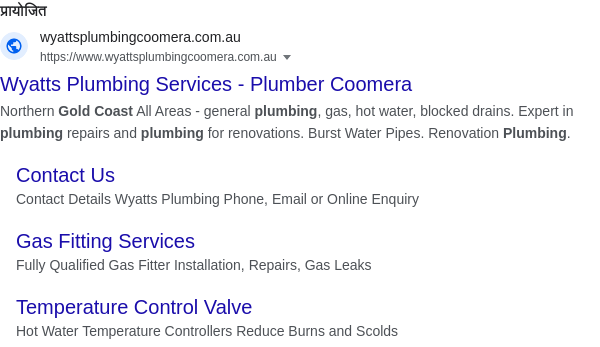 प्रायोजित
wyattsplumbingcoomera.com.au
https://www.wyattsplumbingcoomera.com.au
Wyatts Plumbing Services - Plumber Coomera
Northern Gold Coast All Areas - general plumbing, gas, hot water, blocked drains. Expert in
plumbing repairs and plumbing for renovations. Burst Water Pipes. Renovation Plumbing.
Contact Us
Contact Details Wyatts Plumbing Phone, Email or Online Enquiry
Gas Fitting Services
Fully Qualified Gas Fitter Installation, Repairs, Gas Leaks
Temperature Control Valve
Hot Water Temperature Controllers Reduce Burns and Scolds